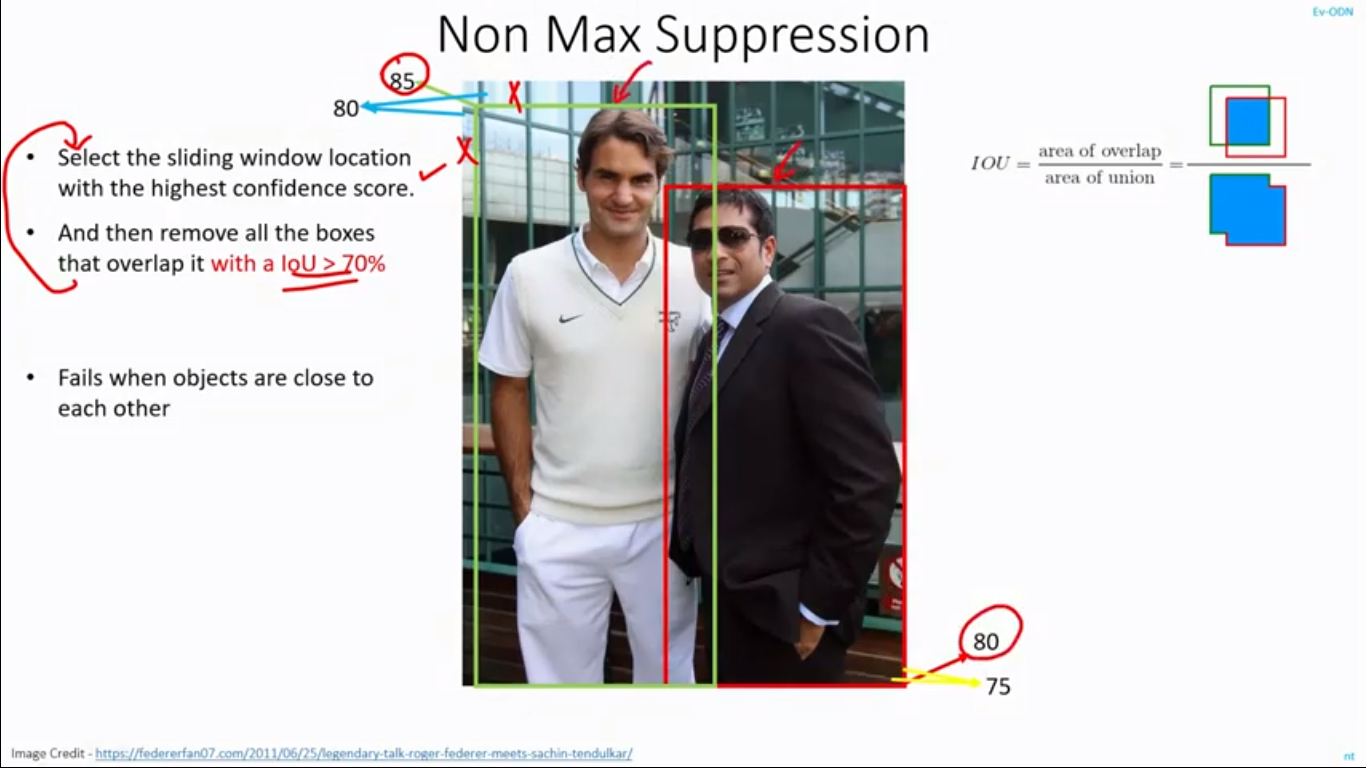 Ev-ODN
Non Max Suppression
85
80
• Select the sliding window location
with the highest confidence score.
• And then remove all the boxes
that overlap it with a IoU > 70%
• Fails when objects are close to
each other
IOU = area of overlap / area of union =
80
75
Image Credit - https://federerfan07.com/2011/06/25/legendary-talk-roger-federer-meets-sachin-tendulkar/
nt